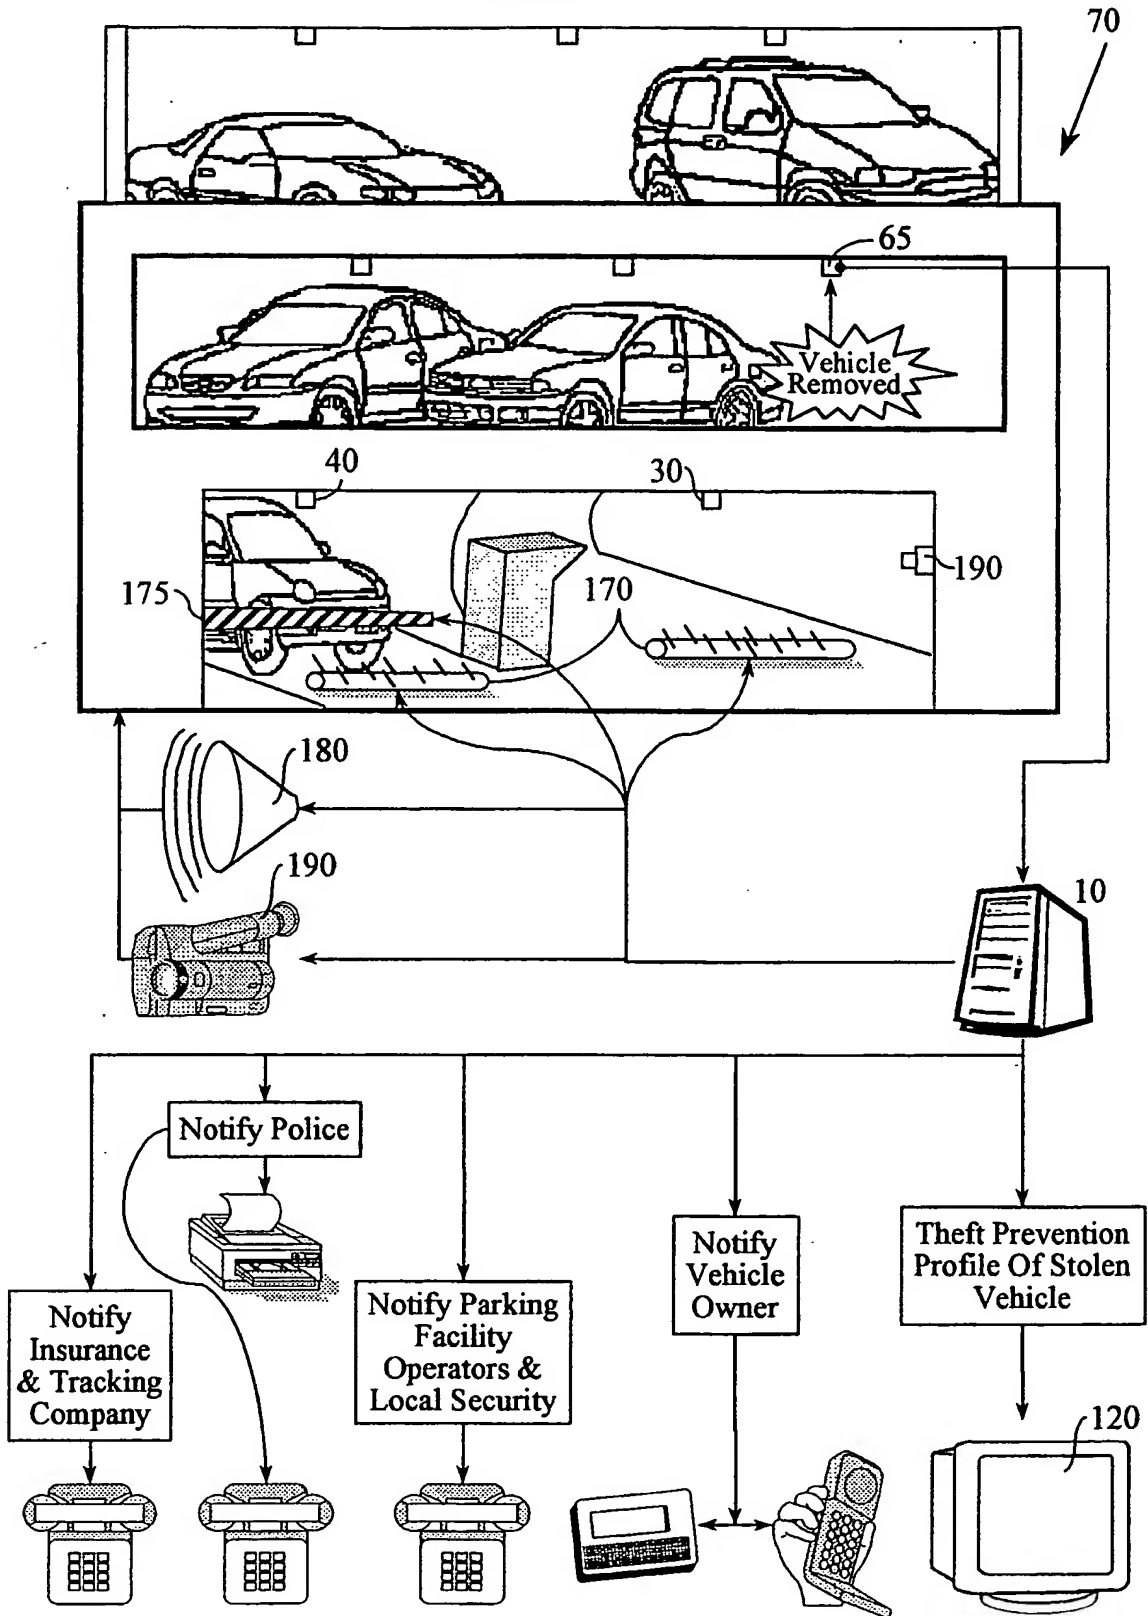 70
65
Vehicle
Removed
40
30
190
175
170
180
190
10
Notify Police
Notify
Insurance
& Tracking
Company
Notify Parking
Facility
Operators &
Local Security
Notify
Vehicle
Owner
Theft Prevention
Profile Of Stolen
Vehicle
120